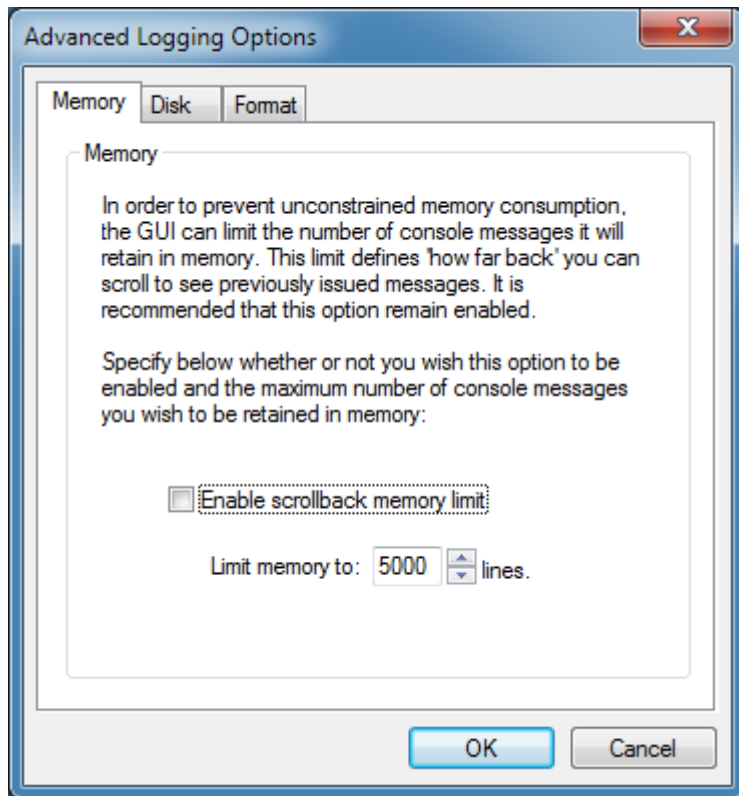 Advanced Logging Options
Memory Disk Format
Memory
In order to prevent unconstrained memory consumption,
the GUI can limit the number of console messages it will
retain in memory. This limit defines 'how far back' you can
scroll to see previously issued messages. It is
recommended that this option remain enabled.
Specify below whether or not you wish this option to be
enabled and the maximum number of console messages
you wish to be retained in memory:
Enable scrollback memory limit
Limit memory to: 5000 lines.
OK Cancel